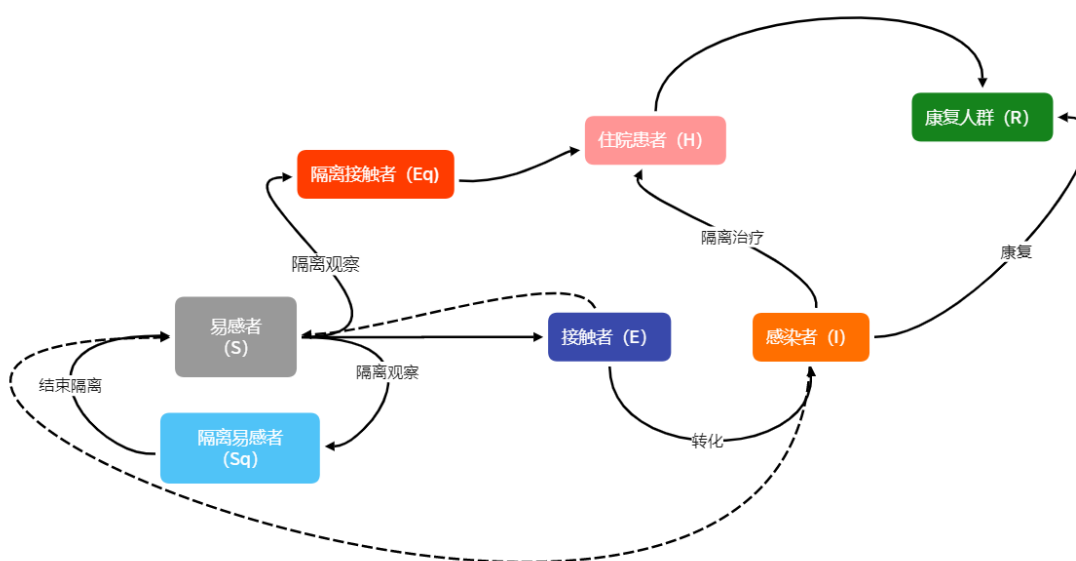 康复人群（R）
住院患者（H）
隔离接触者（Eq）
隔离治疗
康复
隔离观察
易感者
（S）
接触者（E）
感染者（I）
隔离观察
结束隔离
隔离易感者
（Sq）
转化